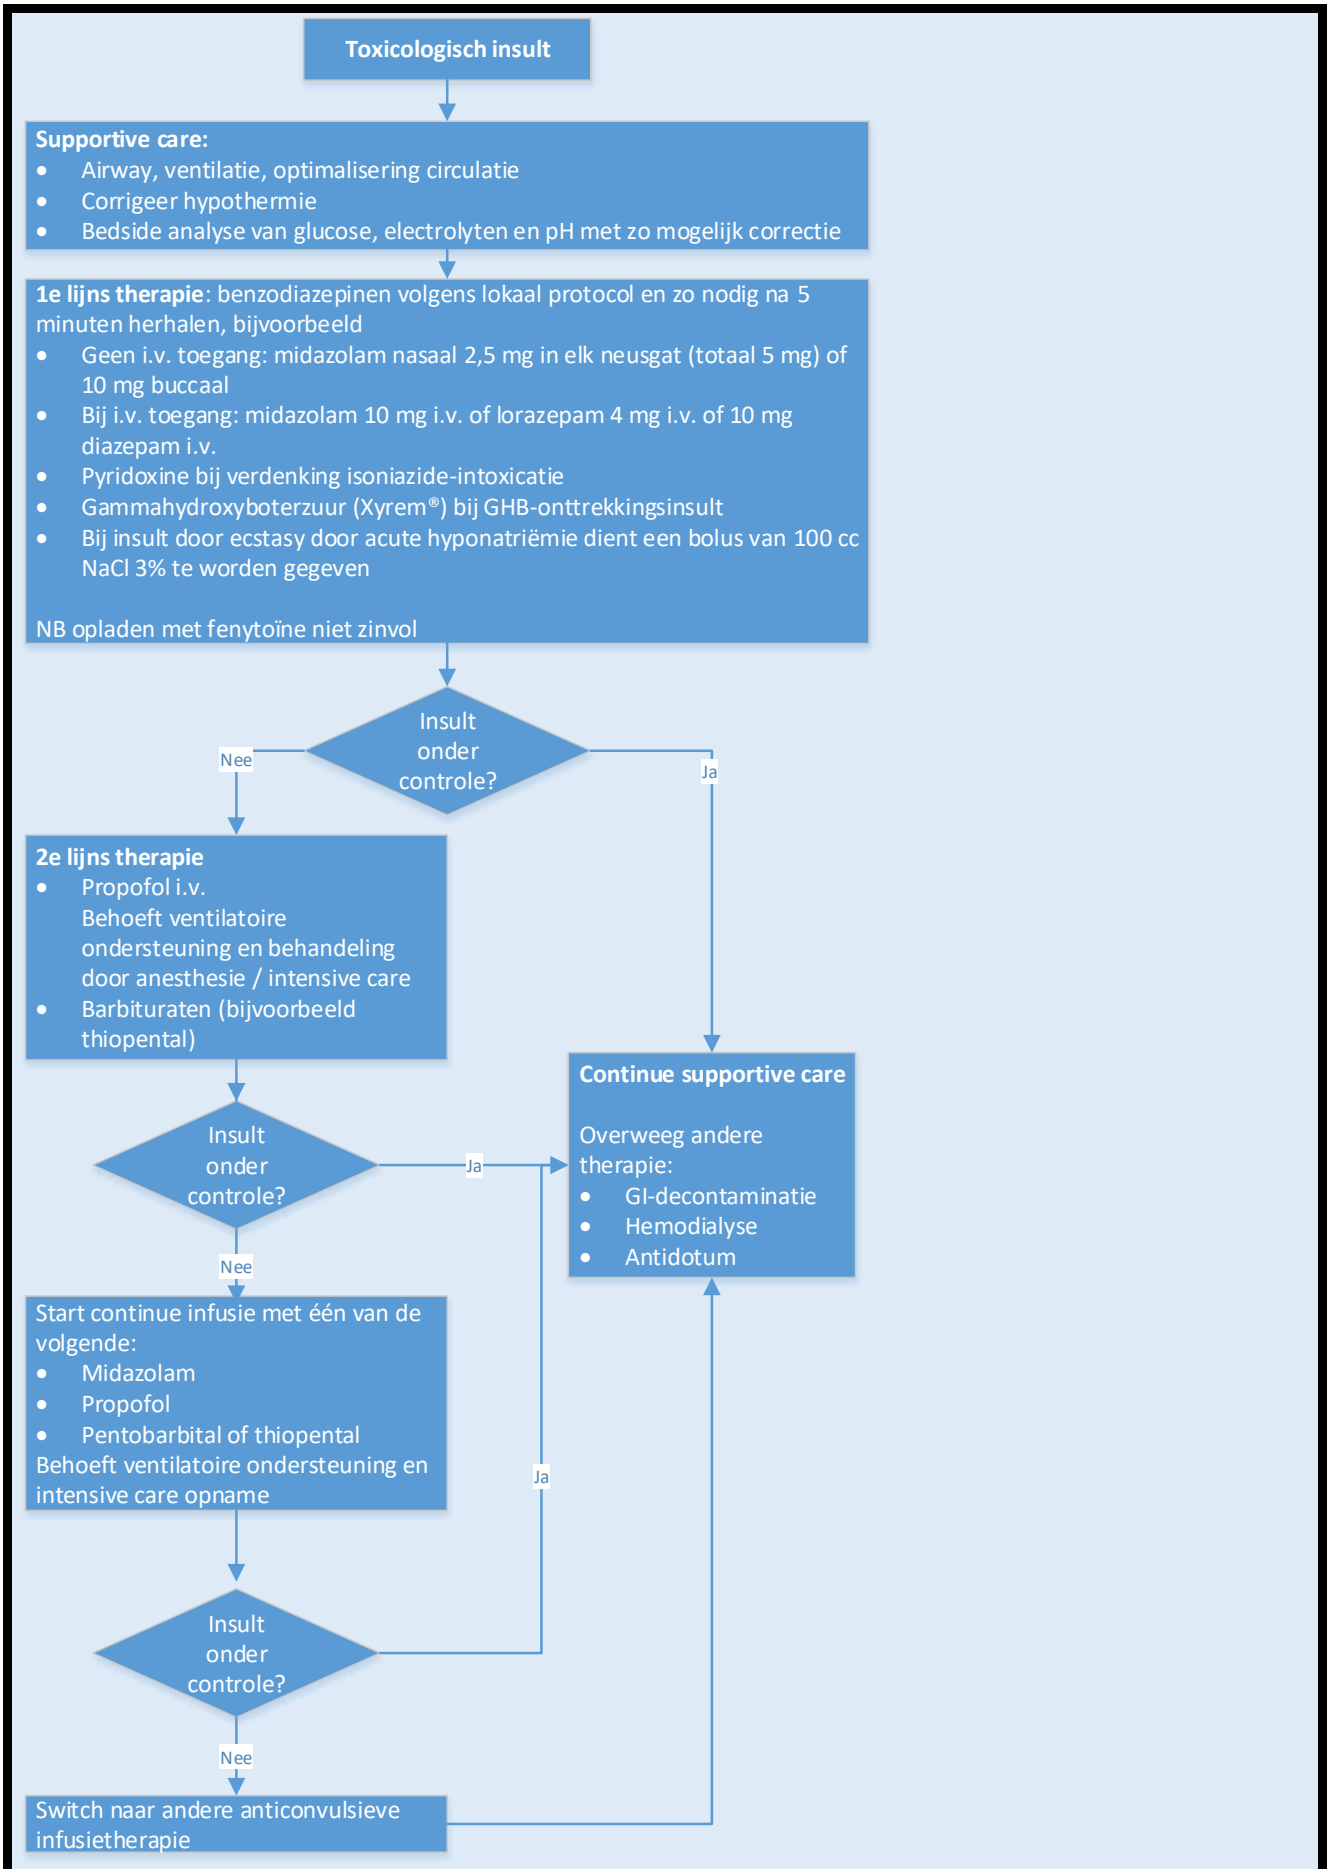 Toxicologisch insult
Supportive care:
• Airway, ventilatie, optimalisering circulatie
• Corrigeer hypothermie
• Bedside analyse van glucose, electrolyten en pH met zo mogelijk correctie
1e lijns therapie: benzodiazepinen volgens lokaal protocol en zo nodig na 5
minuten herhalen, bijvoorbeeld
• Geen i.v. toegang: midazolam nasaal 2,5 mg in elk neusgat (totaal 5 mg) of
10 mg buccaal
• Bij i.v. toegang: midazolam 10 mg i.v. of lorazepam 4 mg i.v. of 10 mg
diazepam i.v.
• Pyridoxine bij verdenking isoniazide-intoxicatie
• Gammahydroxyboterzuur (Xyrem®) bij GHB-onttrekkingsinsult
• Bij insult door ecstasy door acute hyponatriëmie dient een bolus van 100 cc
NaCl 3% te worden gegeven
NB opladen met fenytoïne niet zinvol
Insult
onder
controle?
Nee
Ja
2e lijns therapie
• Propofol i.v.
Behoeft ventilatoire
ondersteuning en behandeling
door anesthesie / intensive care
• Barbituraten (bijvoorbeeld
thiopental)
Continue supportive care
Overweeg andere
therapie:
• GI-decontaminatie
• Hemodialyse
• Antidotum
Insult
onder
controle?
Ja
Nee
Start continue infusie met één van de
volgende:
• Midazolam
• Propofol
• Pentobarbital of thiopental
Behoeft ventilatoire ondersteuning en
intensive care opname
Ja
Insult
onder
controle?
Nee
Switch naar andere anticonvulsieve
infusietherapie